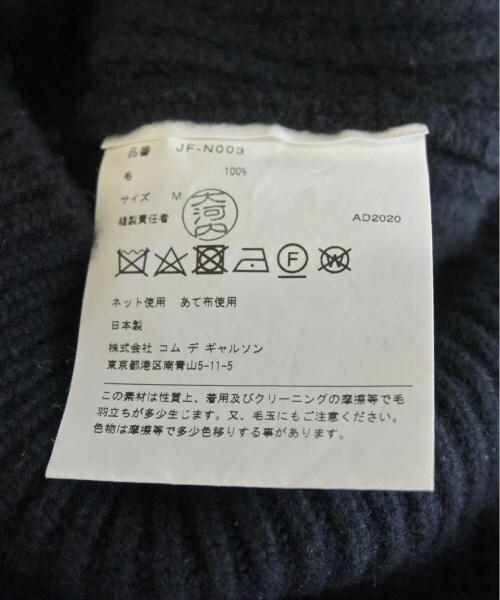 品番 JF-N003
毛 100%
サイズ M
縫製責任者 大河内 AD2020
F W
ネット使用 あて布使用
日本製
株式会社 コム デ ギャルソン
東京都港区南青山5-11-5
この素材は性質上、着用及びクリーニングの摩擦等で毛
羽立ちが多少生じます。又、毛玉にもご注意ください。
色物は摩擦等で多少色移りする事があります。